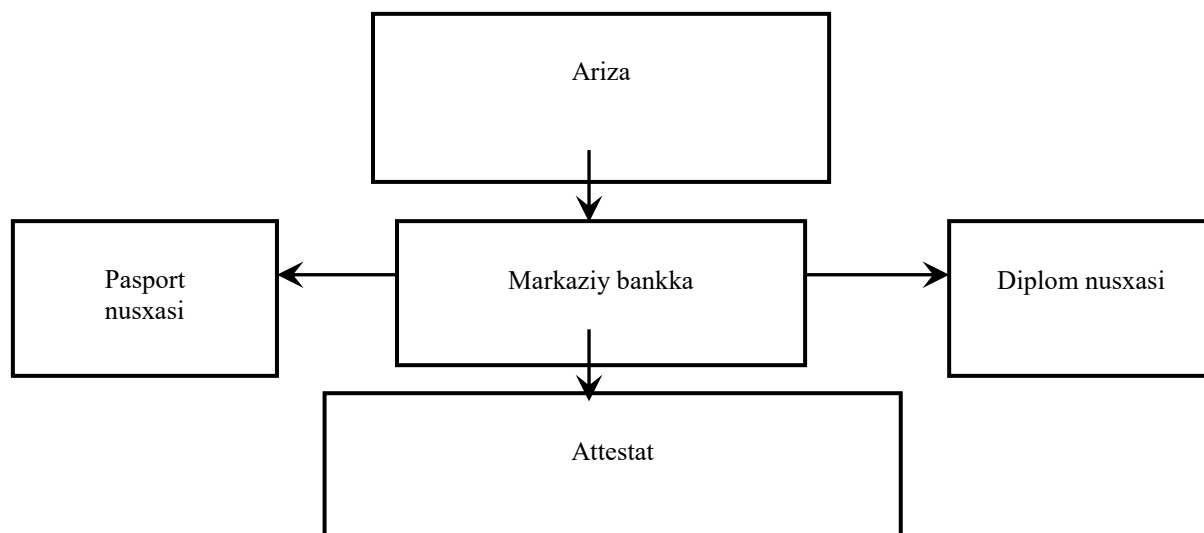 Ariza
Pasport
nusxasi
Markaziy bankka
Diplom nusxasi
Attestat